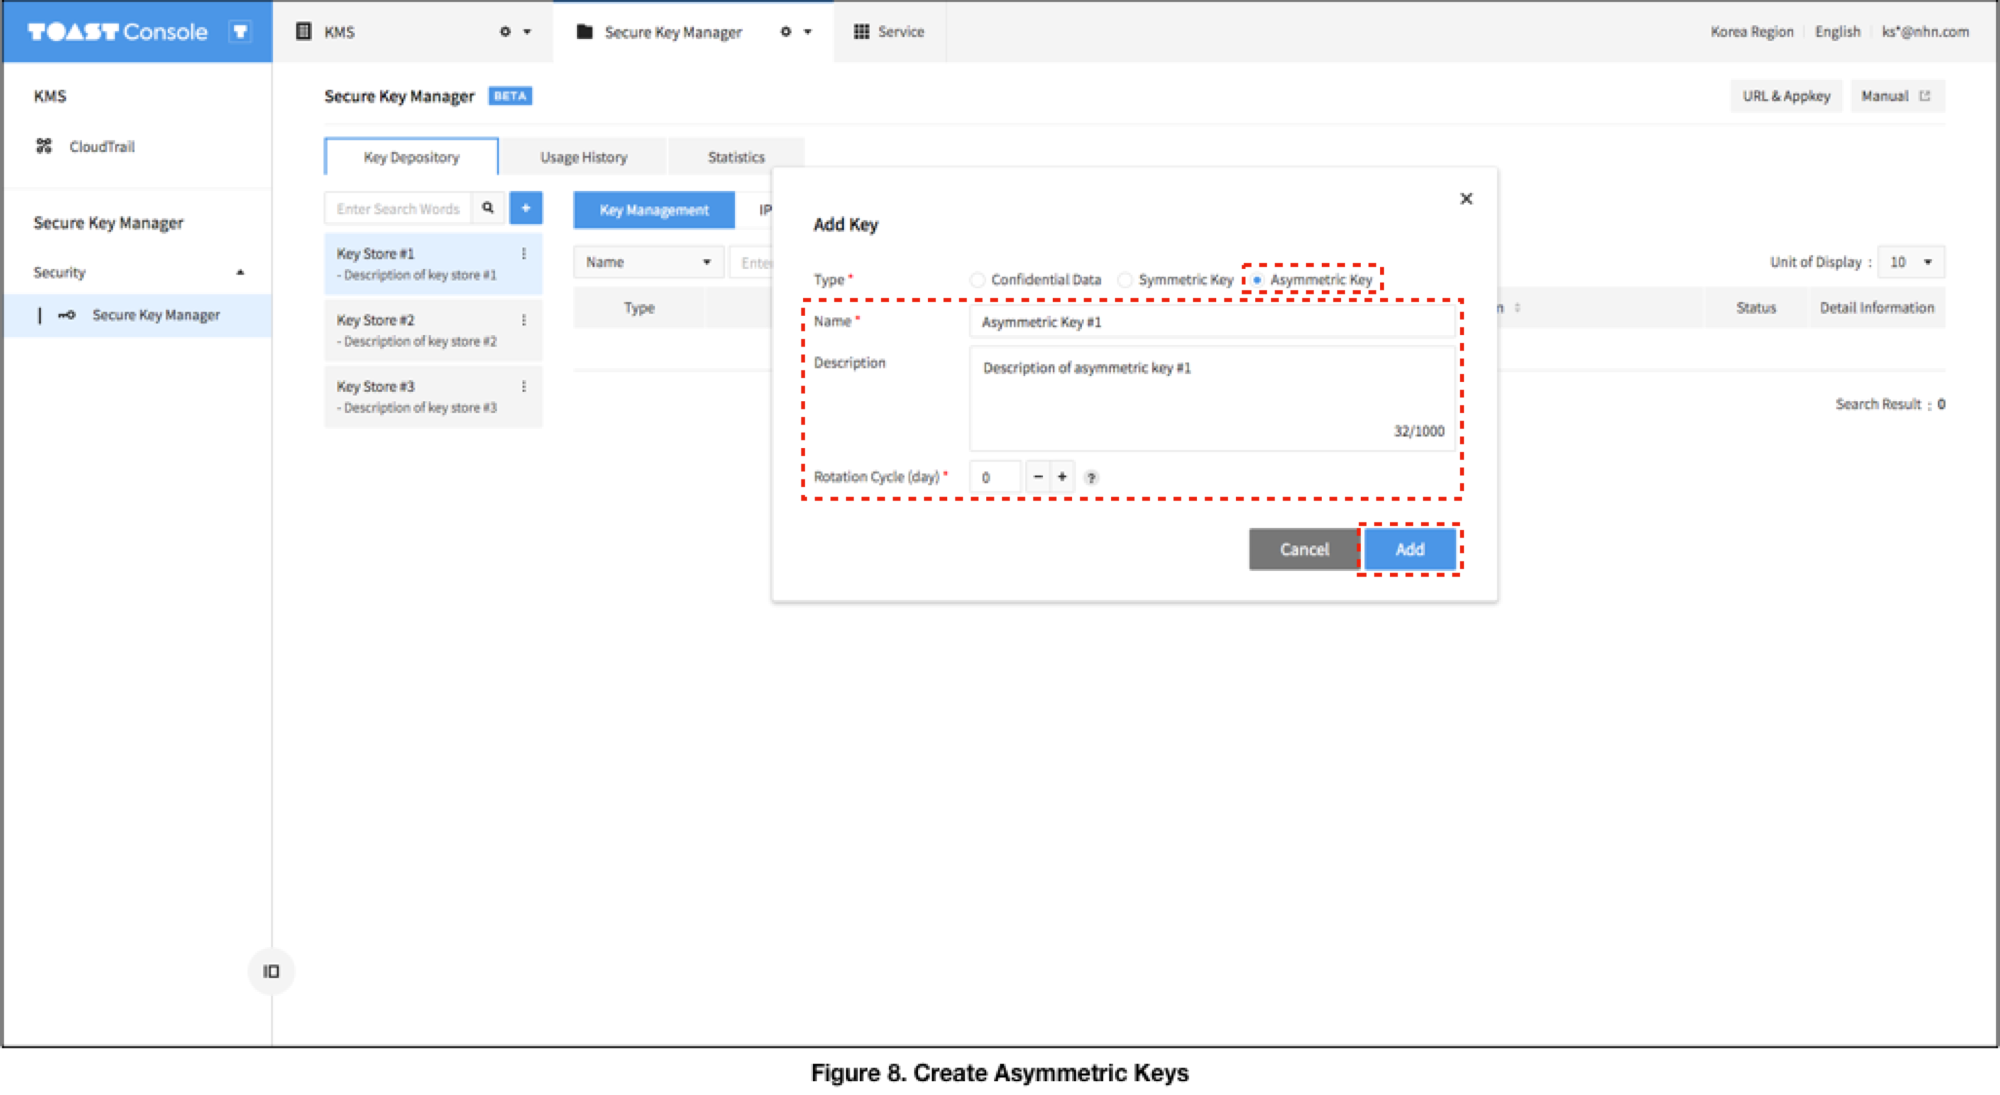 TOAST Console
KMS
Secure Key Manager
Service
Korea Region
English
ks*@nhn.com
KMS
CloudTrail
Secure Key Manager
Security
Secure Key Manager
Secure Key Manager BETA
URL & Appkey
Manual
Key Depository
Usage History
Statistics
Enter Search Words
+
Key Store #1
- Description of key store #1
Key Store #2
- Description of key store #2
Key Store #3
- Description of key store #3
Key Management
IP
Name
Enter
Unit of Display : 10
Type
n
Status
Detail Information
Search Result : 0
Add Key
Type * Confidential Data Symmetric Key Asymmetric Key
Name * Asymmetric Key #1
Description Description of asymmetric key #1
32/1000
Rotation Cycle (day) * 0 - + ?
Cancel Add
Figure 8. Create Asymmetric Keys